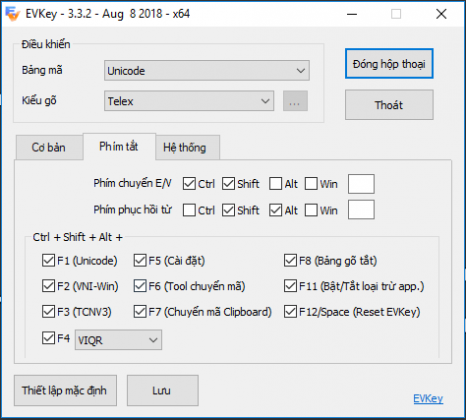 EVKey - 3.3.2 - Aug 8 2018 - x64
Điều khiển
Bảng mã Unicode Đóng hộp thoại
Kiểu gõ Telex ... Thoát
Cơ bản Phím tắt Hệ thống
Phím chuyển E/V Ctrl Shift Alt Win
Phím phục hồi từ Ctrl Shift Alt Win
Ctrl + Shift + Alt +
F1 (Unicode) F5 (Cài đặt) F8 (Bảng gõ tắt)
F2 (VNI-Win) F6 (Tool chuyển mã) F11 (Bật/Tắt loại trừ app.)
F3 (TCVN3) F7 (Chuyển mã Clipboard) F12/Space (Reset EVKey)
F4 VIQR
Thiết lập mặc định Lưu EVKey